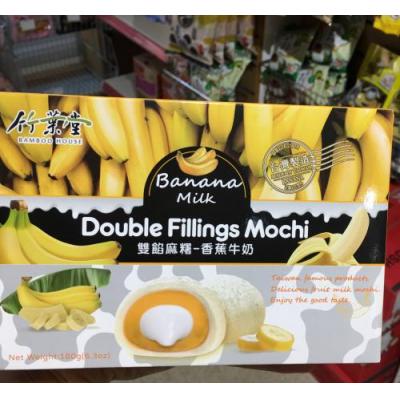 竹葉堂
BAMBOO HOUSE
Banana
Milk
Double Fillings Mochi
雙餡麻糬-香蕉牛奶
Taiwan famous products
Delicious fruit milk mochi
Enjoy the good taste
Net Weight:180g(6.3oz)